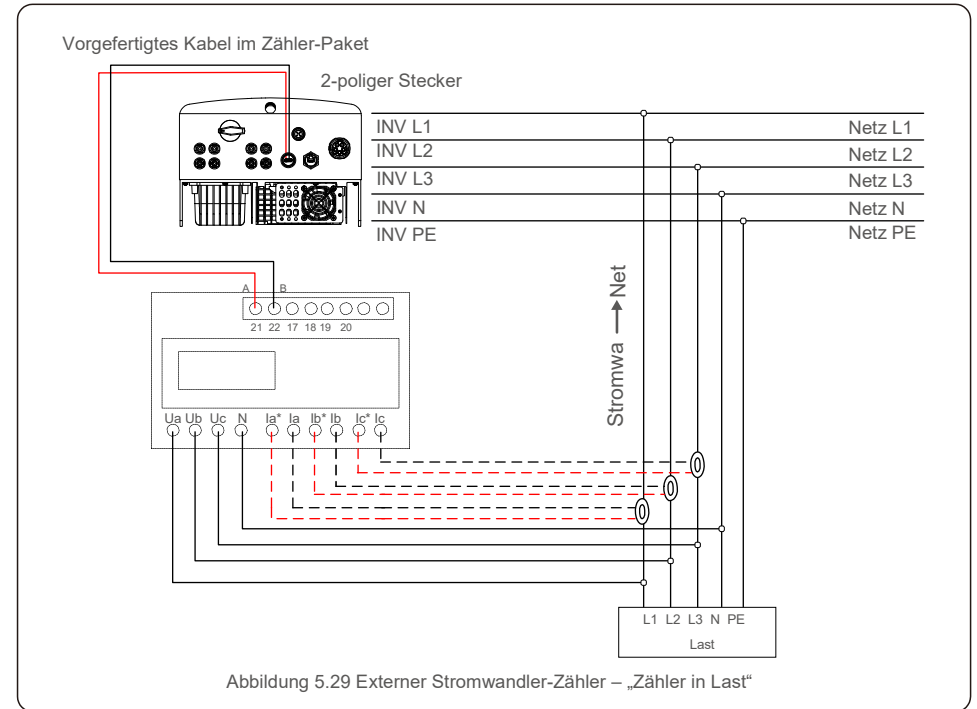 Vorgefertigtes Kabel im Zähler-Paket
2-poliger Stecker
INV L1
Netz L1
INV L2
Netz L2
INV L3
Netz L3
INV N
Netz N
INV PE
Netz PE
A B
21 22 17 18 19 20
Stromwa → Net
Ua Ub Uc N Ia* Ia Ib* Ib Ic* Ic
L1 L2 L3 N PE
Last
Abbildung 5.29 Externer Stromwandler-Zähler – „Zähler in Last“